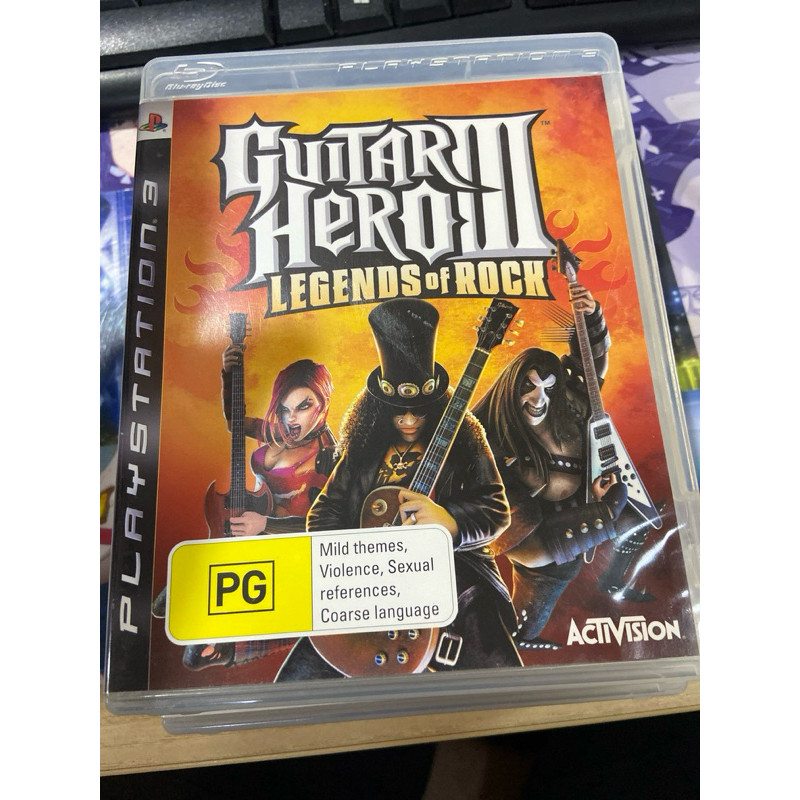 PLAYSTATION 3
Blu-ray Disc
PLAYSTATION 3
GUITAR
HERO III
™
LEGENDS of ROCK
PG
Mild themes,
Violence, Sexual
references,
Coarse language
ACTIVISION